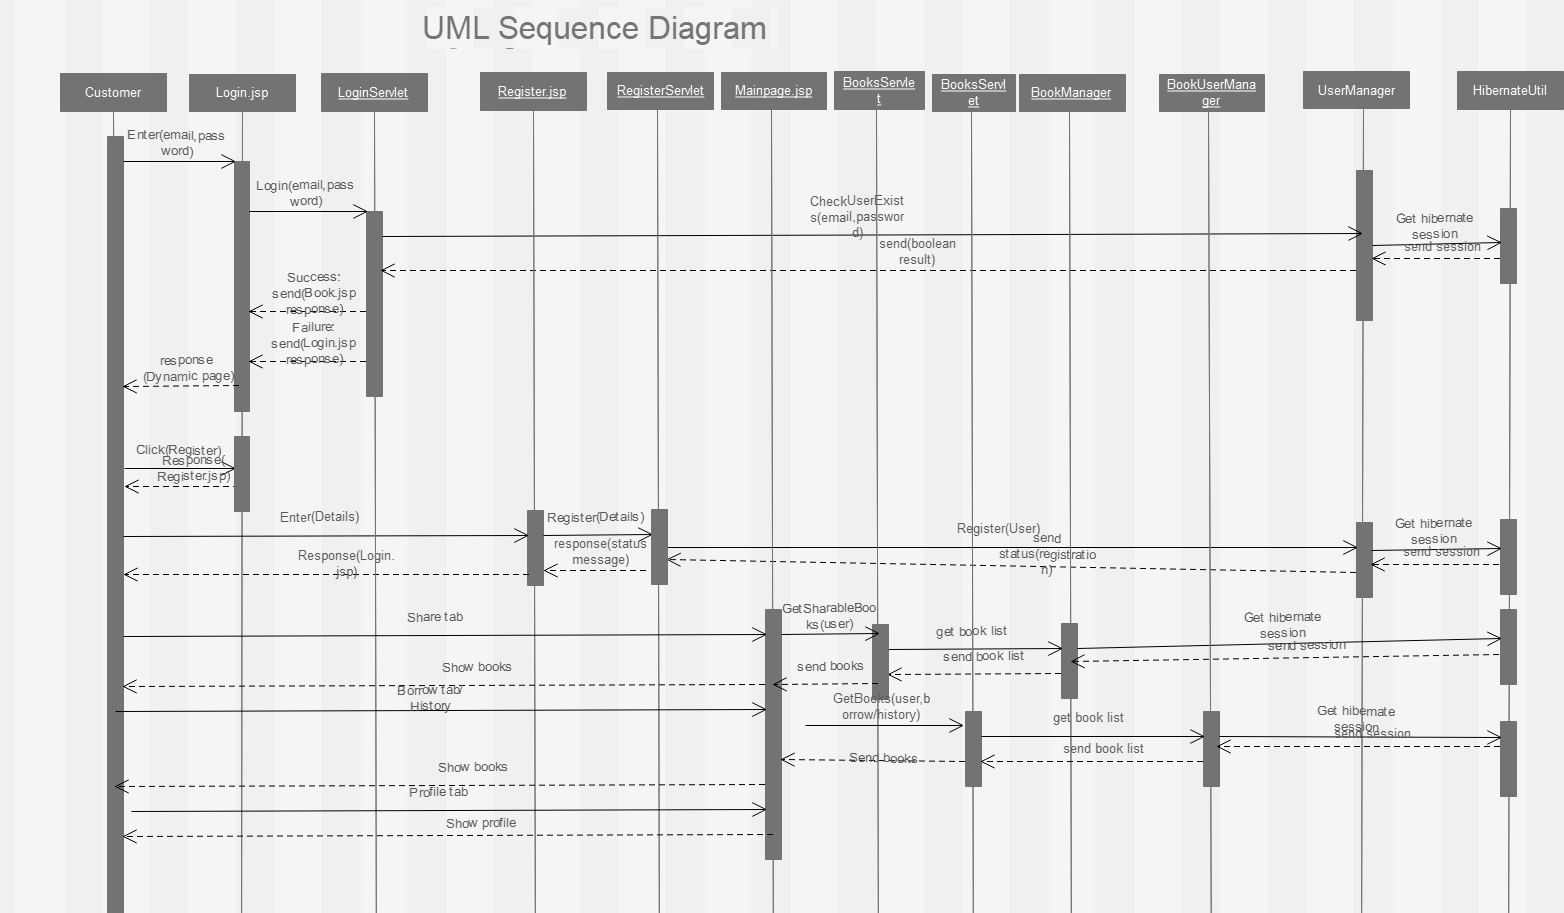 UML Sequence Diagram
Customer
Login.jsp
LoginServlet
Register.jsp
RegisterServlet
Mainpage.jsp
BooksServle
t
BooksServl
et
BookManager
BookUserMana
ger
UserManager
HibernateUtil
Enter(email,pass
word)
Login(email,pass
word)
CheckUserExist
s(email,passwor
d)
Get hibernate
session
send session
send(boolean
result)
Success:
send(Book.jsp
response)
Failure:
send(Login.jsp
response)
response
(Dynamic page)
Click(Register)
Response(
Register.jsp)
Enter(Details)
Register(Details)
Register(User)
Get hibernate
session
send session
send
status(registratio
n)
response(status
message)
Response(Login.
jsp)
Share tab
GetSharableBoo
ks(user)
get book list
Get hibernate
session
send session
send book list
send books
Show books
Borrow tab/
History
GetBooks(user,b
orrow/history)
get book list
Get hibernate
session
send session
send book list
Send books
Show books
Profile tab
Show profile